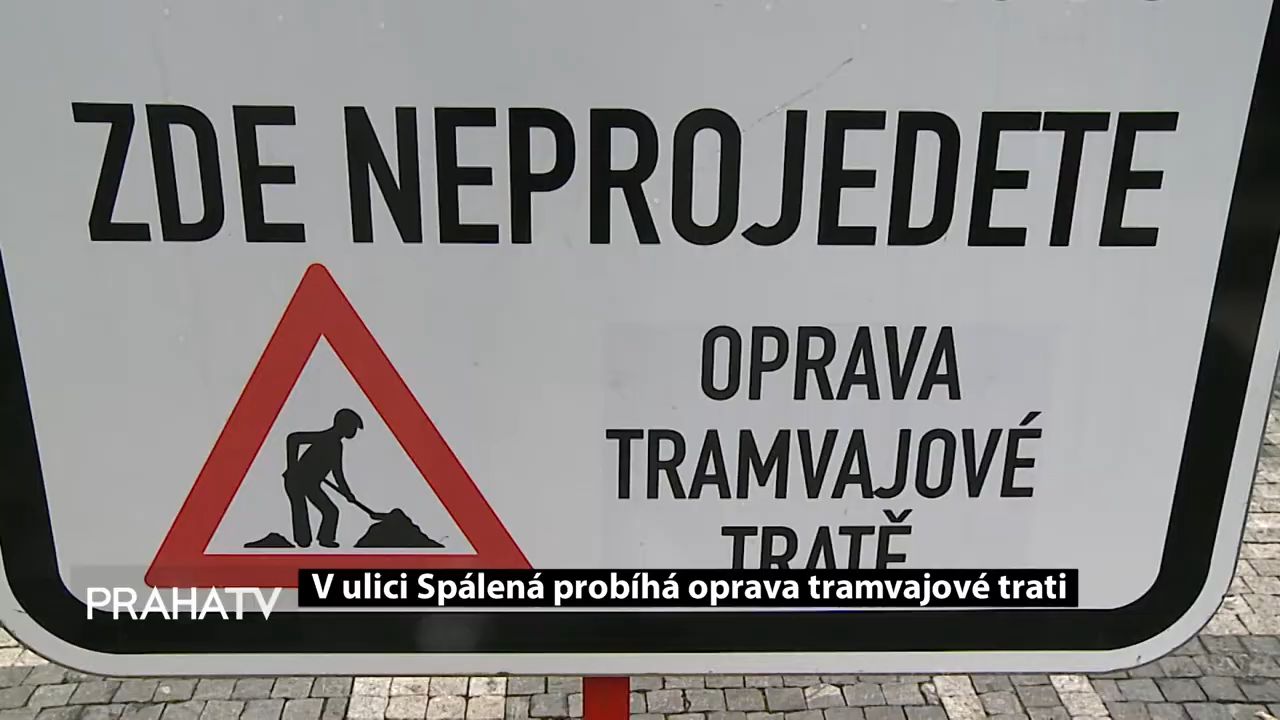 ZDE NEPROJEDETE
OPRAVA
TRAMVAJOVÉ
TRATĚ
V ulici Spálená probíhá oprava tramvajové trati
PRAHATV